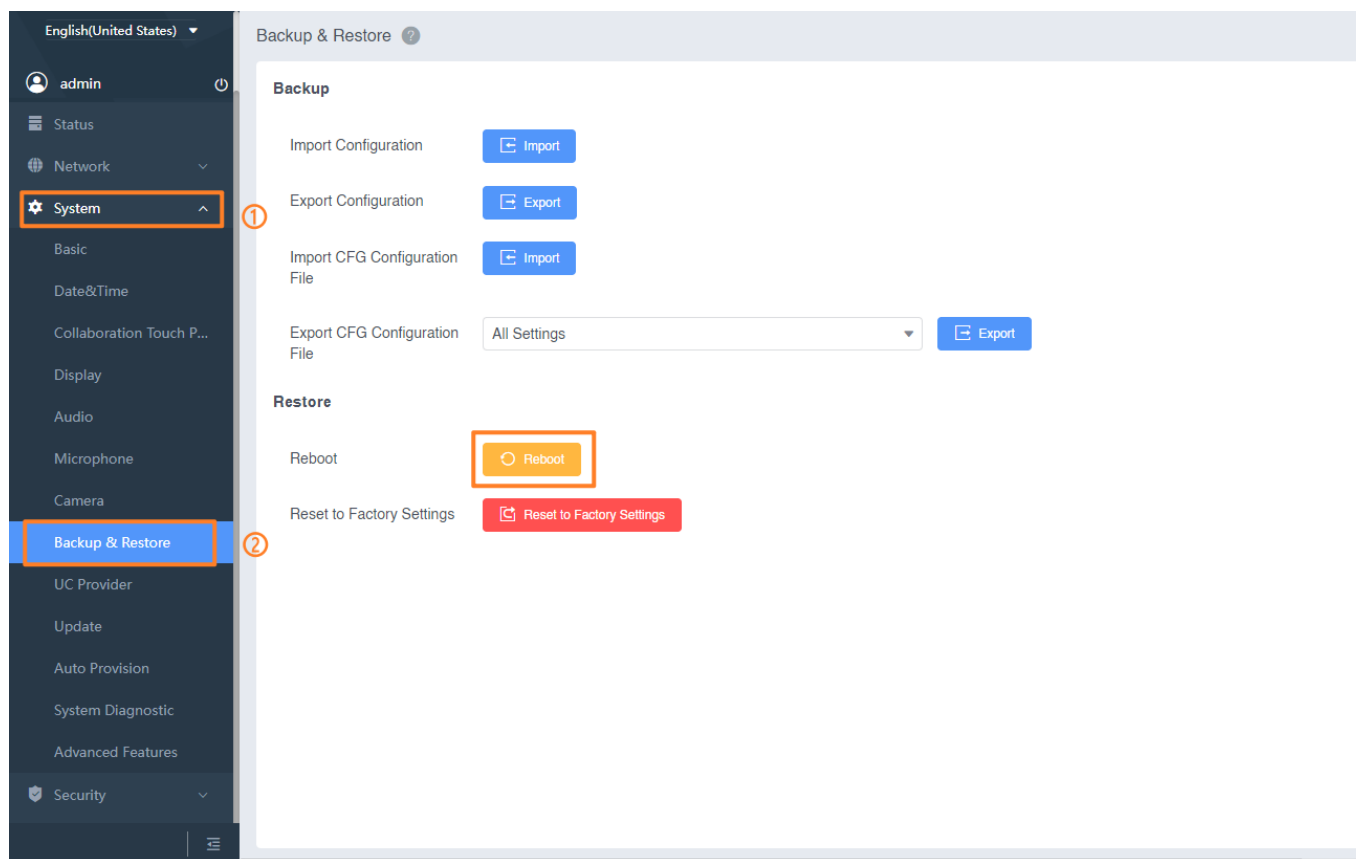 English(United States)
admin
Status
Network
System
①
Basic
Date&Time
Collaboration Touch P...
Display
Audio
Microphone
Camera
Backup & Restore
②
UC Provider
Update
Auto Provision
System Diagnostic
Advanced Features
Security
Backup & Restore ?
Backup
Import Configuration Import
Export Configuration Export
Import CFG Configuration Import
File
Export CFG Configuration All Settings Export
File
Restore
Reboot Reboot
Reset to Factory Settings Reset to Factory Settings